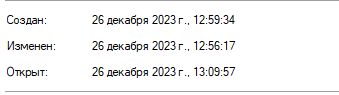 Создан: 26 декабря 2023 г., 12:59:34
Изменен: 26 декабря 2023 г., 12:56:17
Открыт: 26 декабря 2023 г., 13:09:57